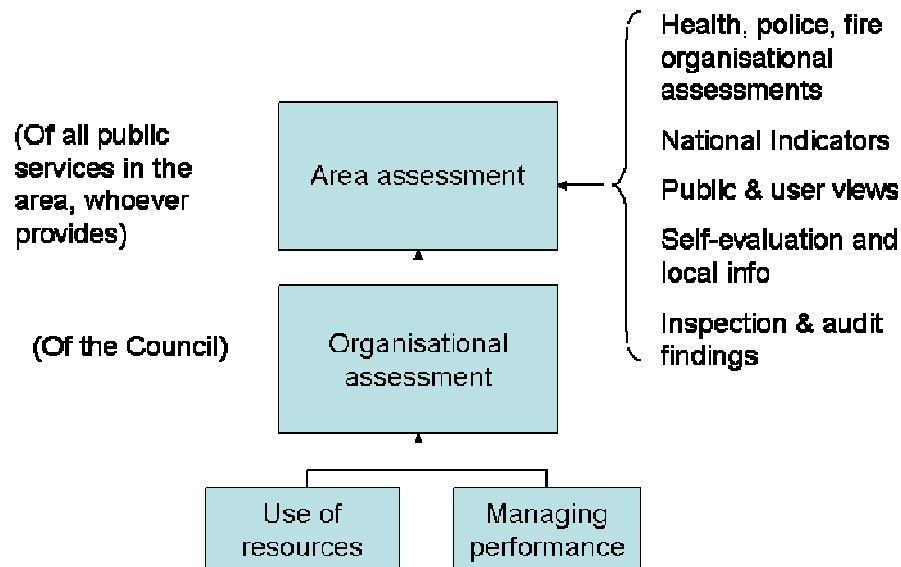 Health, police, fire
organisational
assessments
(Of all public
services in the
area, whoever
provides)
Area assessment
National Indicators
Public & user views
Self-evaluation and
local info
Inspection & audit
findings
(Of the Council)
Organisational
assessment
Use of
resources
Managing
performance